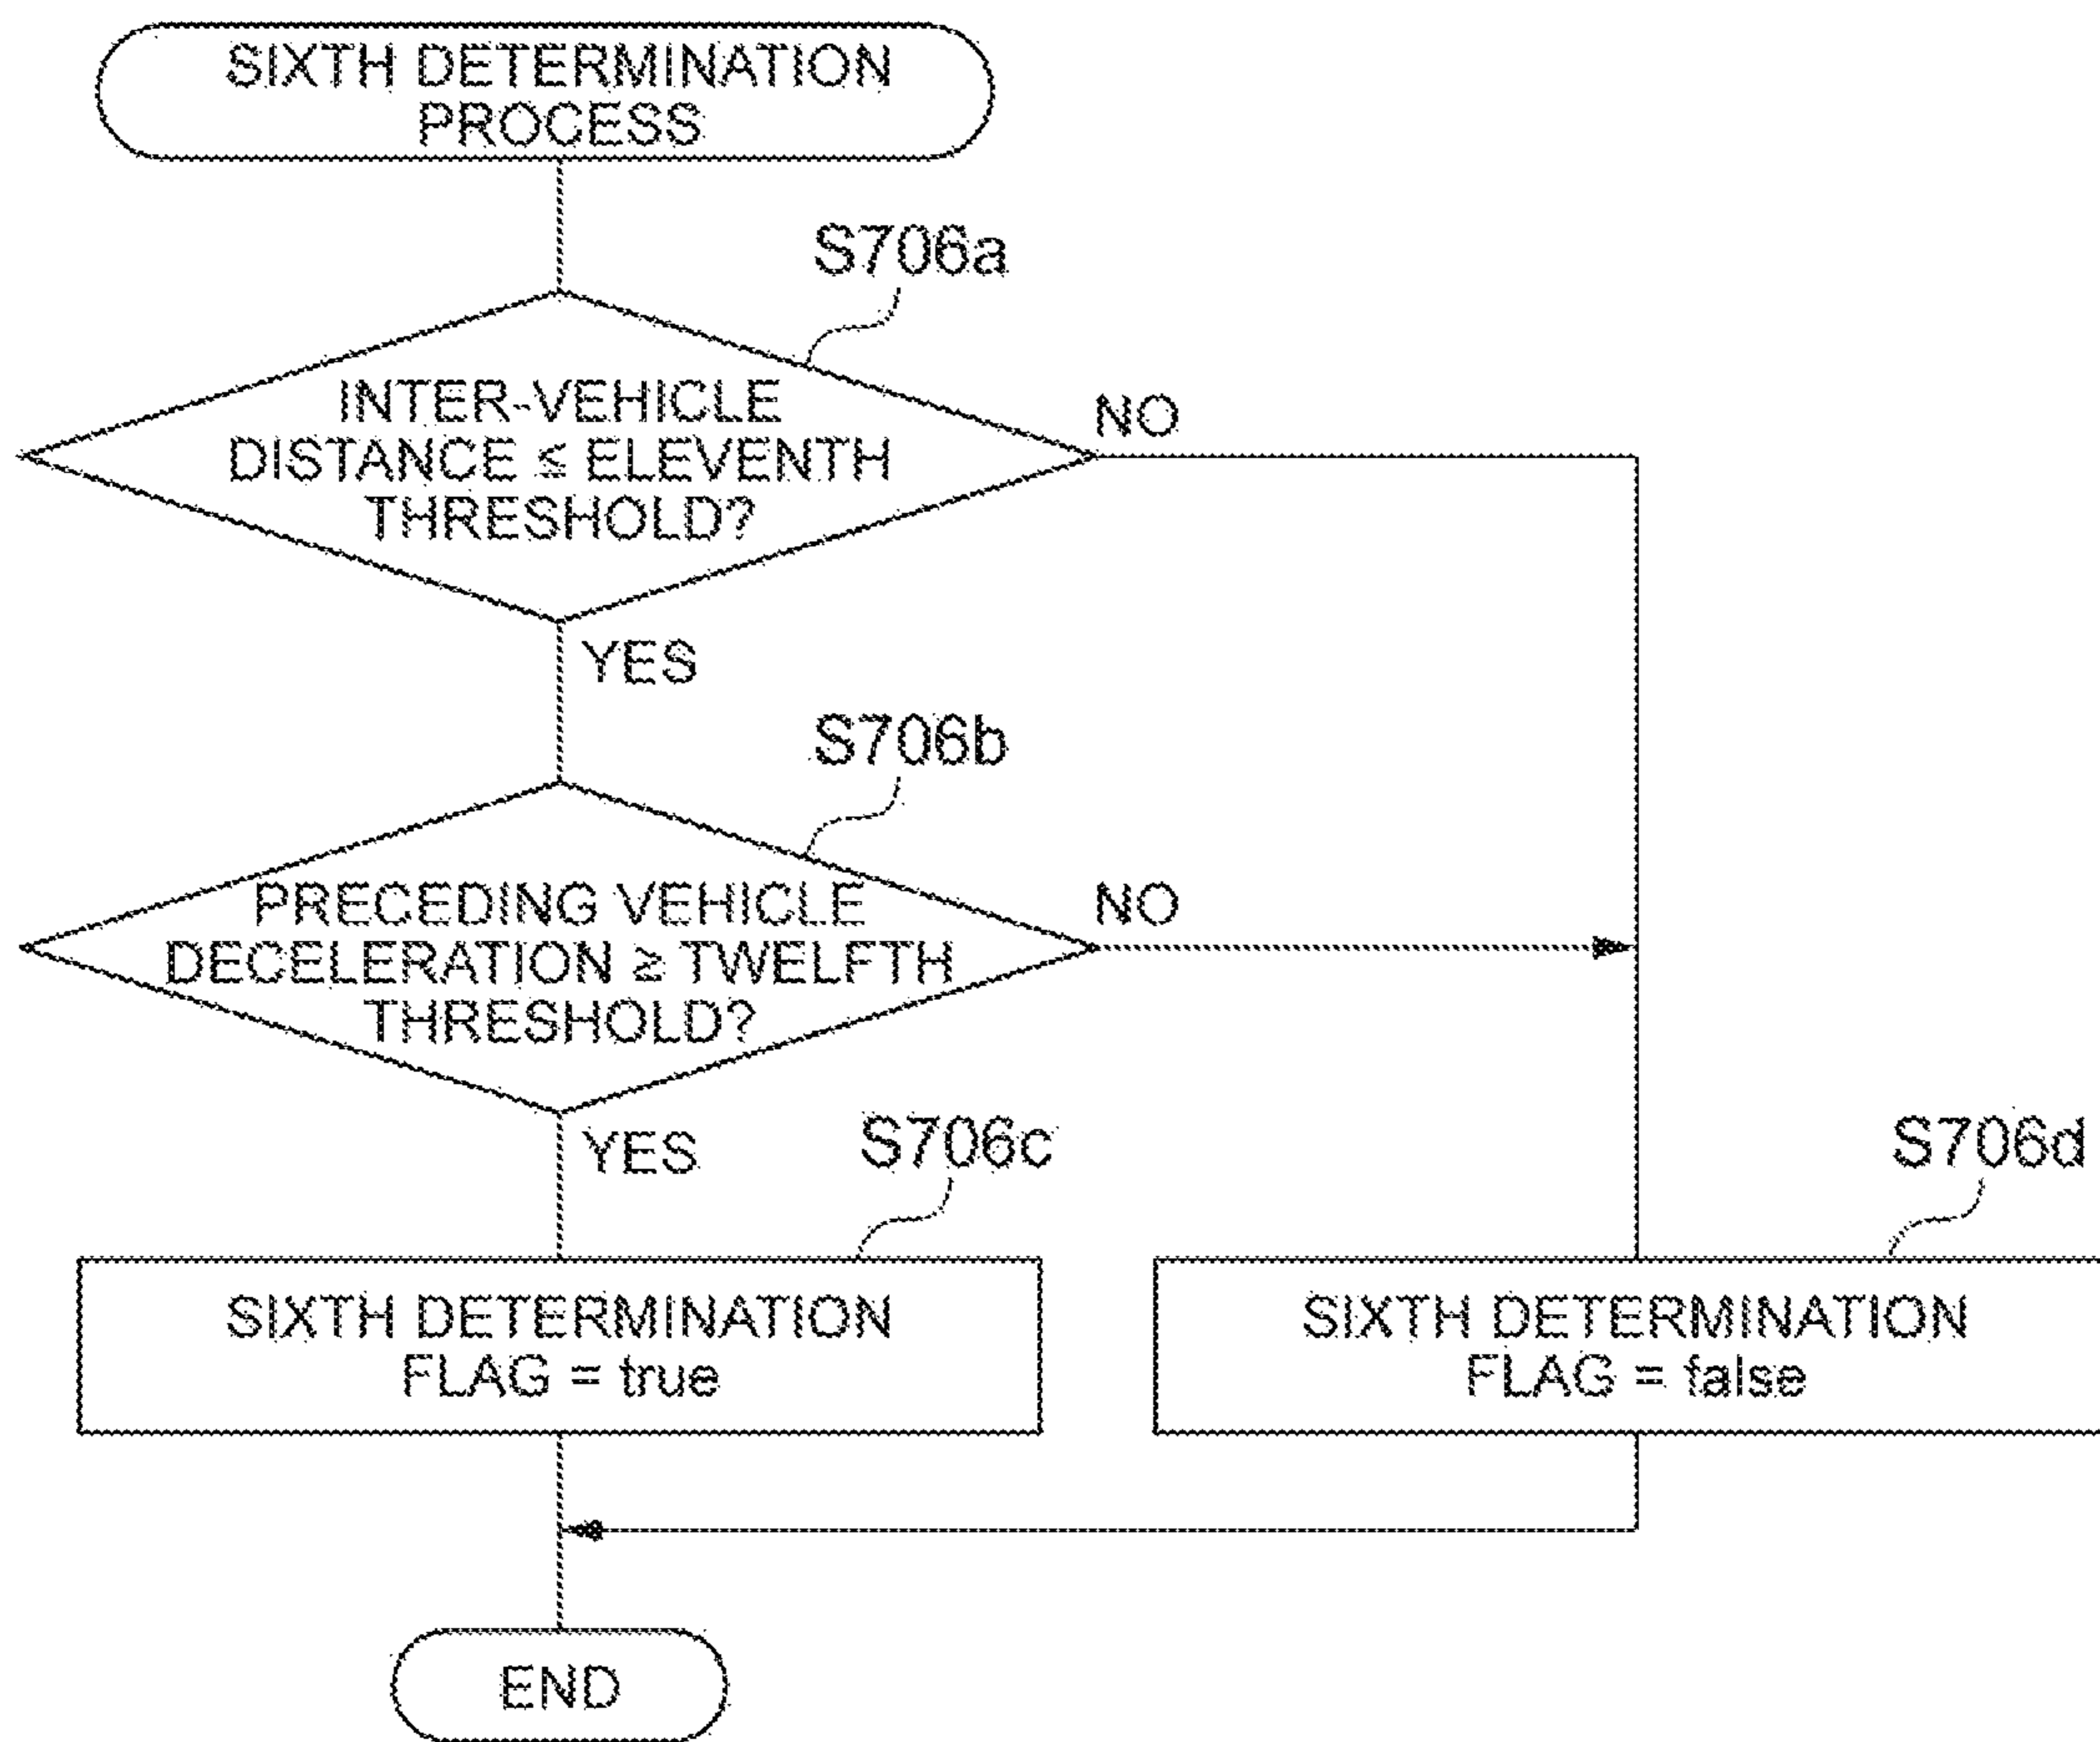 SIXTH DETERMINATION
PROCESS
S706a
INTER-VEHICLE
DISTANCE ≤ ELEVENTH
THRESHOLD?
NO
YES
S706b
PRECEDING VEHICLE
DECELERATION ≥ TWELFTH
THRESHOLD?
NO
YES
S706c
SIXTH DETERMINATION
FLAG = true
S706d
SIXTH DETERMINATION
FLAG = false
END